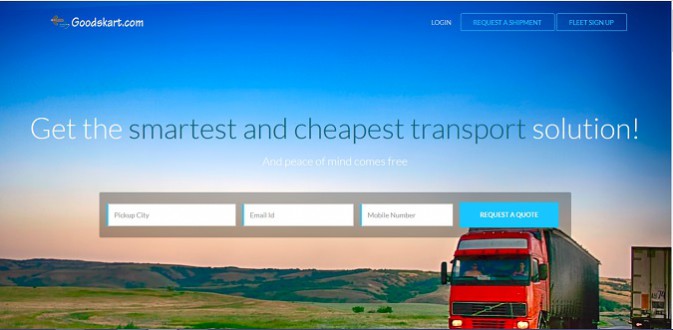 Goodskart.com
LOGIN
REQUEST A SHIPMENT
FLEET SIGN UP
Get the smartest and cheapest transport solution!
And peace of mind comes free
Pickup City
Email Id
Mobile Number
REQUEST A QUOTE